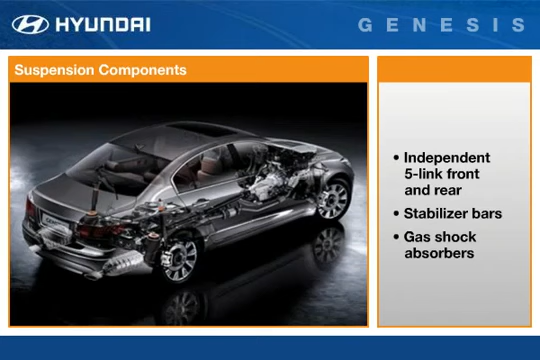 HYUNDAI
GENESIS
Suspension Components
• Independent
5-link front
and rear
• Stabilizer bars
• Gas shock
absorbers